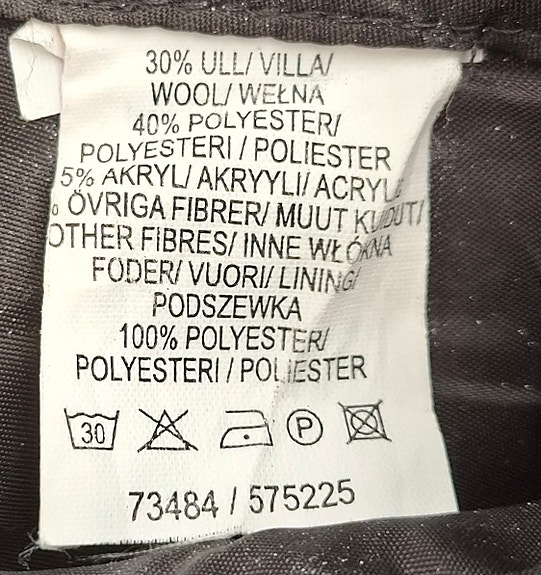 30% ULL/ VILLA/
WOOL/ WEŁNA
40% POLYESTER/
POLYESTERI / POLIESTER
5% AKRYL/ AKRYYLI/ ACRYL
ÖVRIGA FIBRER/ MUUT KUIDUT/
OTHER FIBRES/ INNE WŁÓKNA
FODER/ VUORI/ LINING/
PODSZEWKA
100% POLYESTER/
POLYESTERI / POLIESTER
30
P
73484 / 575225